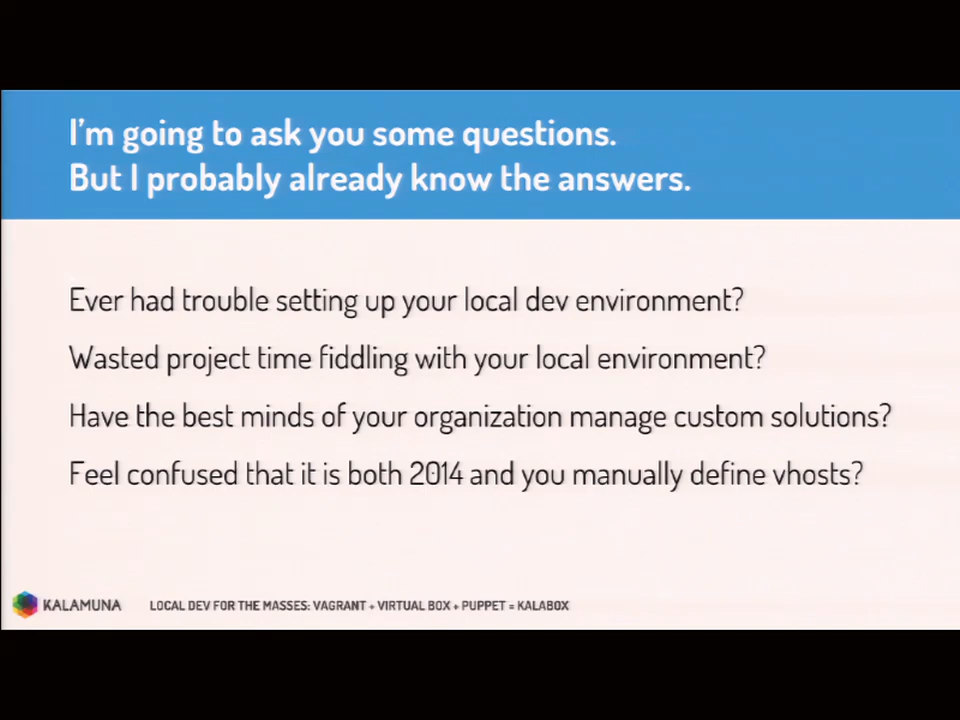 I'm going to ask you some questions.
But I probably already know the answers.
Ever had trouble setting up your local dev environment?
Wasted project time fiddling with your local environment?
Have the best minds of your organization manage custom solutions?
Feel confused that it is both 2014 and you manually define vhosts?
KALAMUNA LOCAL DEV FOR THE MASSES: VAGRANT + VIRTUAL BOX + PUPPET = KALABOX